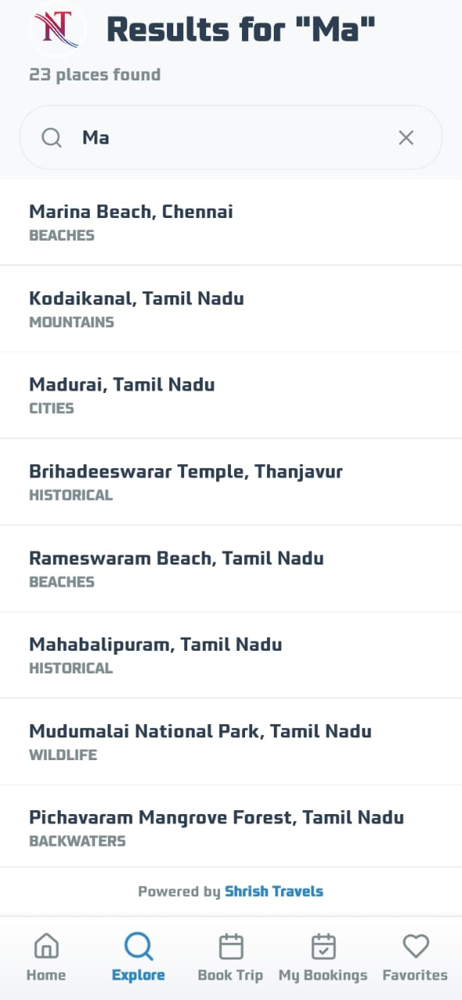 NT
Results for "Ma"
23 places found
Ma
Marina Beach, Chennai
BEACHES
Kodaikanal, Tamil Nadu
MOUNTAINS
Madurai, Tamil Nadu
CITIES
Brihadeeswarar Temple, Thanjavur
HISTORICAL
Rameswaram Beach, Tamil Nadu
BEACHES
Mahabalipuram, Tamil Nadu
HISTORICAL
Mudumalai National Park, Tamil Nadu
WILDLIFE
Pichavaram Mangrove Forest, Tamil Nadu
BACKWATERS
Powered by Shrish Travels
Home Explore Book Trip My Bookings Favorites